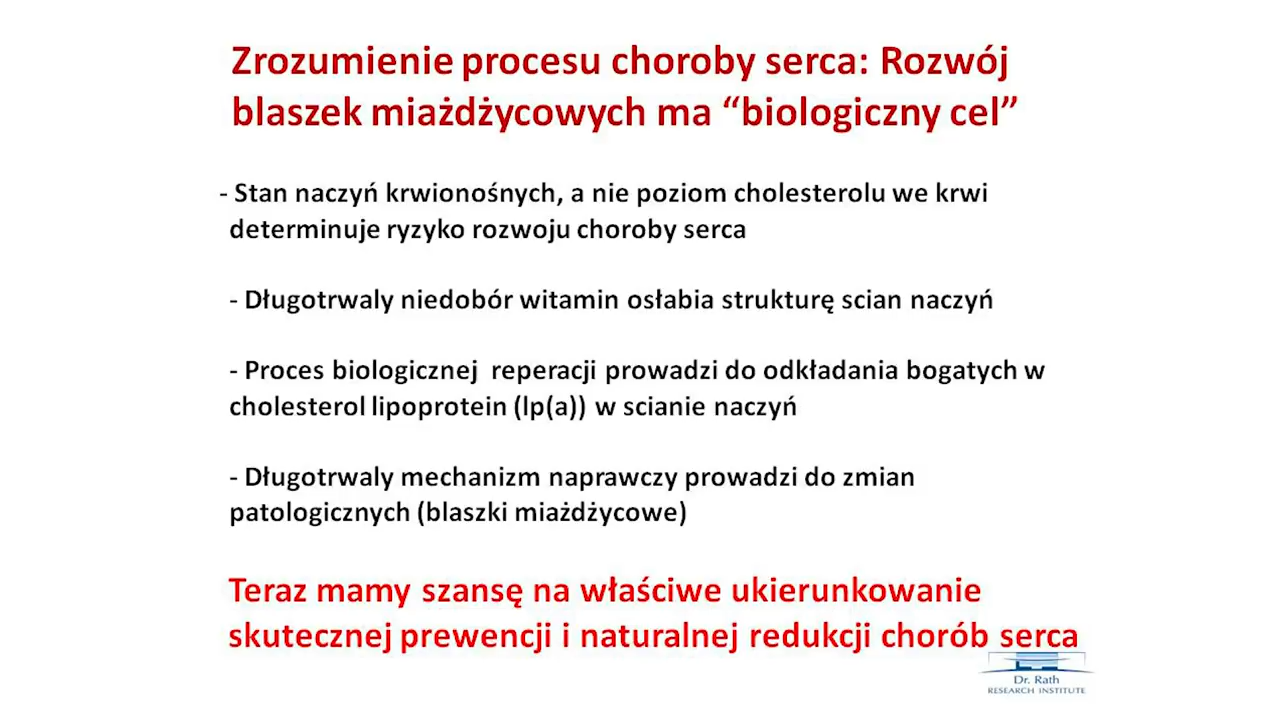 Zrozumienie procesu choroby serca: Rozwój
blaszek miażdżycowych ma “biologiczny cel”
- Stan naczyń krwionośnych, a nie poziom cholesterolu we krwi
determinuje ryzyko rozwoju choroby serca
- Długotrwaly niedobór witamin osłabia strukturę scian naczyń
- Proces biologicznej  reperacji prowadzi do odkładania bogatych w
cholesterol lipoprotein (lp(a)) w scianie naczyń
- Długotrwaly mechanizm naprawczy prowadzi do zmian
patologicznych (blaszki miażdżycowe)
Teraz mamy szansę na właściwe ukierunkowanie
skutecznej prewencji i naturalnej redukcji chorób serca
Dr. Rath
RESEARCH INSTITUTE